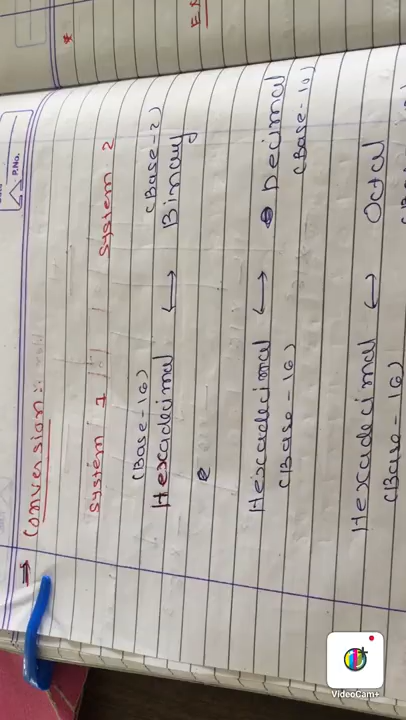 P.No.
⇒ Conversion:-
System 1 System 2
(Base-16) (Base-2)
Hexadecimal ↔ Binary
Hexadecimal ↔ Decimal
(Base-16) (Base-10)
Hexadecimal ↔ Octal
(Base-16)
VideoCam+